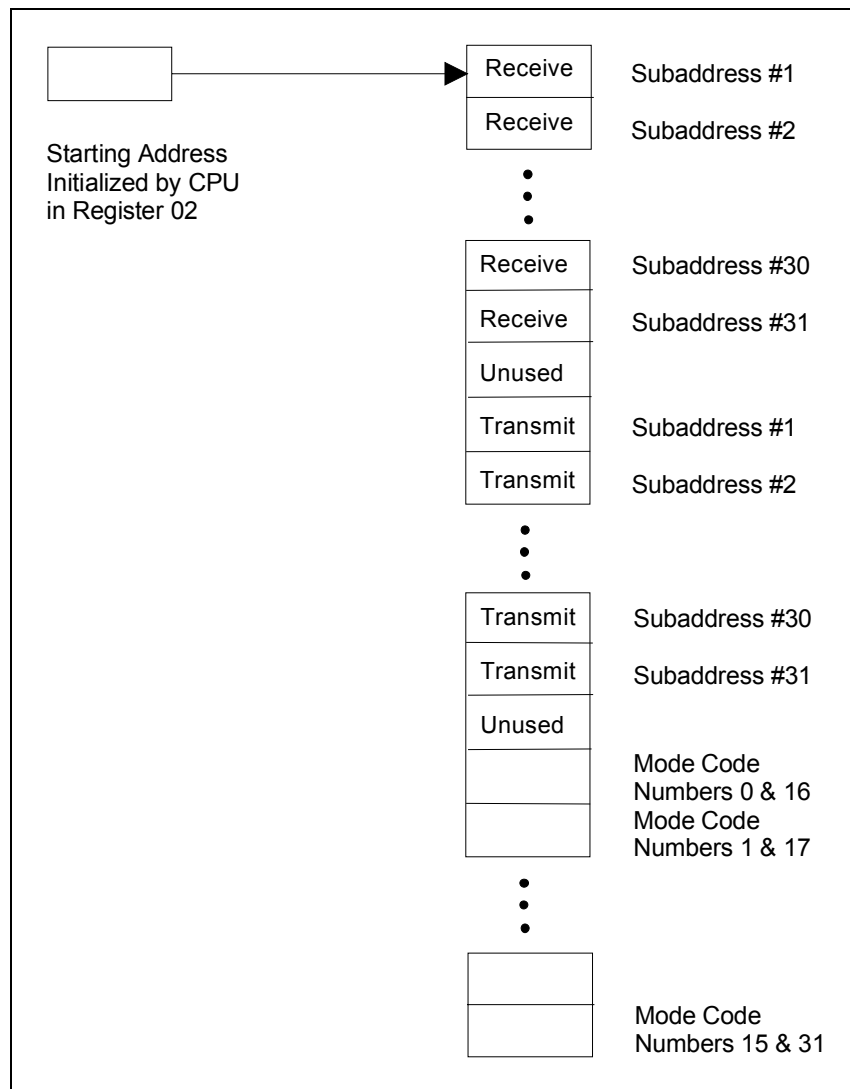 Receive Subaddress #1
Receive Subaddress #2
Starting Address
Initialized by CPU
in Register 02
Receive Subaddress #30
Receive Subaddress #31
Unused
Transmit Subaddress #1
Transmit Subaddress #2
Transmit Subaddress #30
Transmit Subaddress #31
Unused
Mode Code
Numbers 0 & 16
Mode Code
Numbers 1 & 17
Mode Code
Numbers 15 & 31